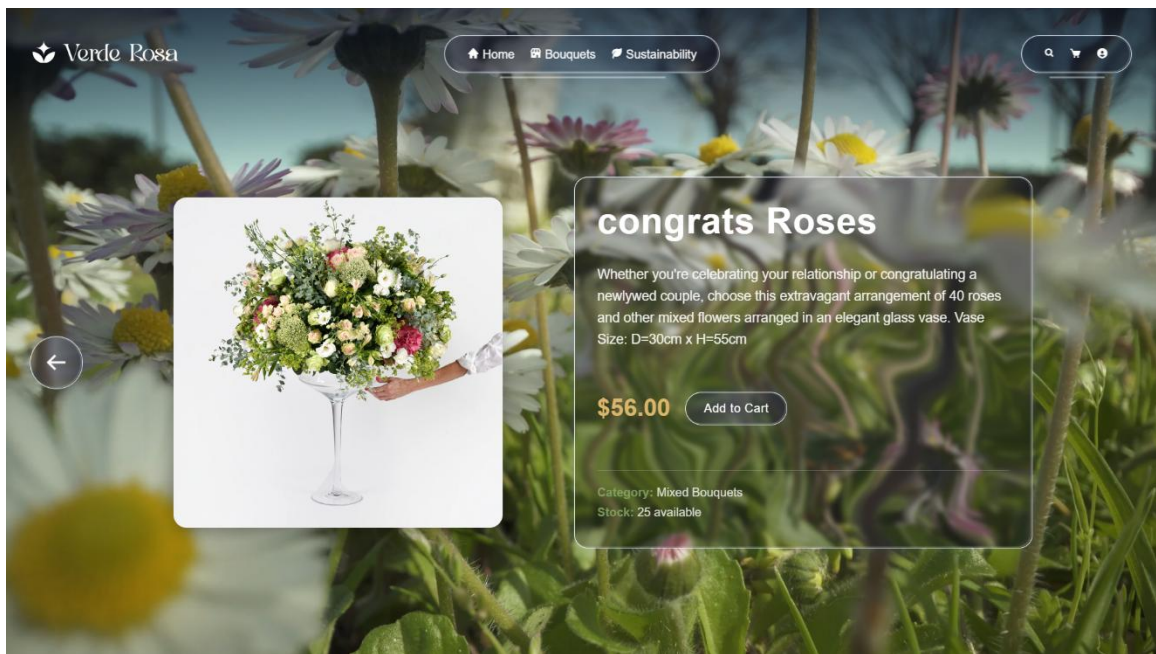 Verde Rosa
Home Bouquets Sustainability
congrats Roses
Whether you're celebrating your relationship or congratulating a
newlywed couple, choose this extravagant arrangement of 40 roses
and other mixed flowers arranged in an elegant glass vase. Vase
Size: D=30cm x H=55cm
$56.00 Add to Cart
Category: Mixed Bouquets
Stock: 25 available